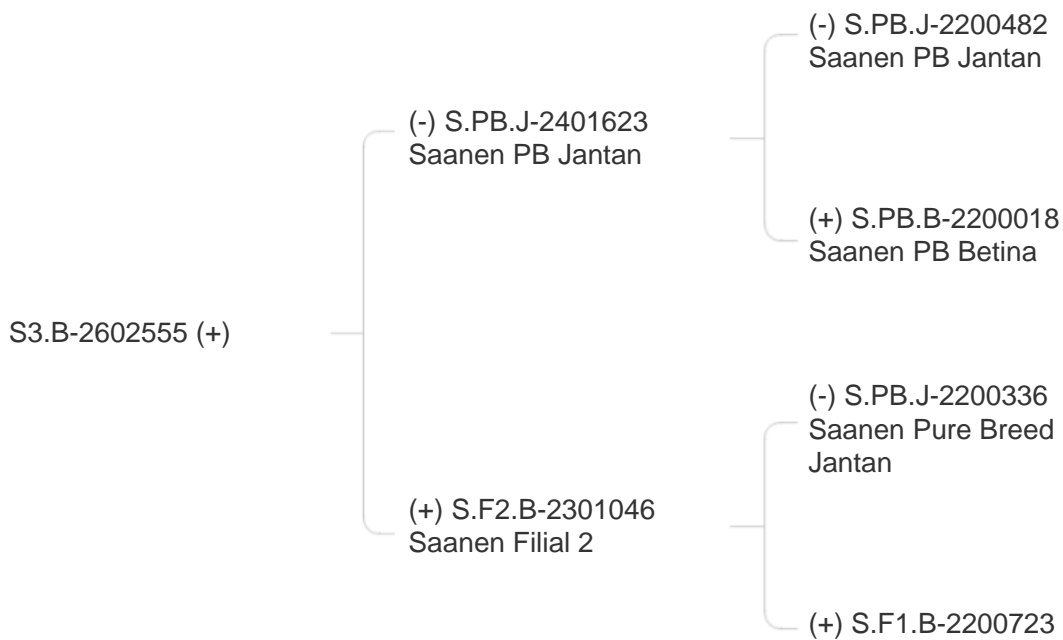 (-) S.PB.J-2200482
Saanen PB Jantan
(-) S.PB.J-2401623
Saanen PB Jantan
(+) S.PB.B-2200018
Saanen PB Betina
S3.B-2602555 (+)
(-) S.PB.J-2200336
Saanen Pure Breed
Jantan
(+) S.F2.B-2301046
Saanen Filial 2
(+) S.F1.B-2200723